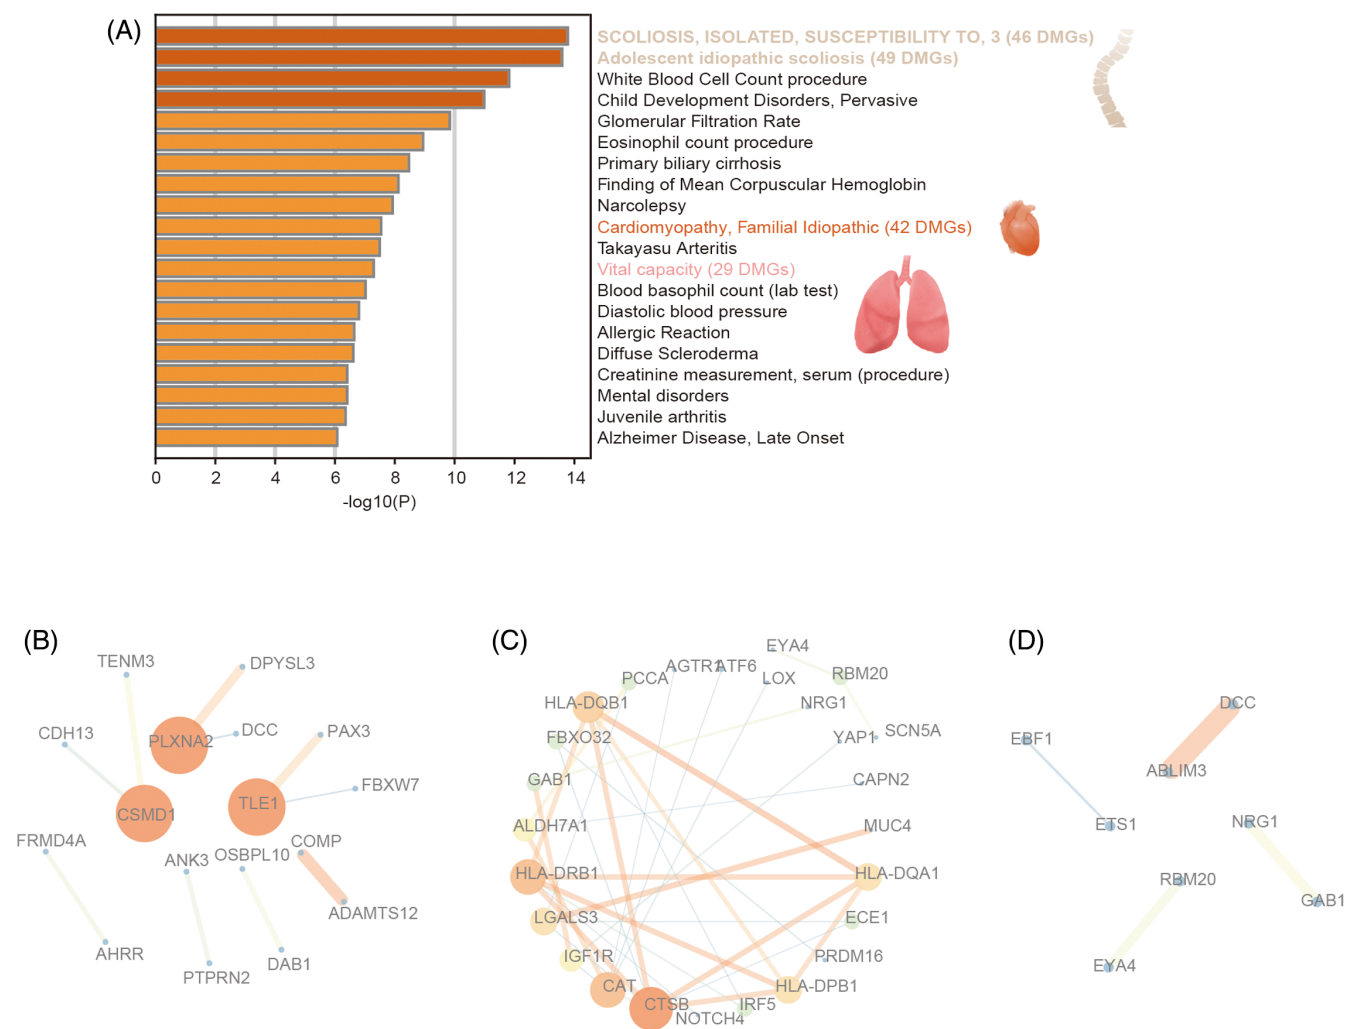 (A)
SCOLIOSIS, ISOLATED, SUSCEPTIBILITY TO, 3 (46 DMGs)
Adolescent idiopathic scoliosis (49 DMGs)
White Blood Cell Count procedure
Child Development Disorders, Pervasive
Glomerular Filtration Rate
Eosinophil count procedure
Primary biliary cirrhosis
Finding of Mean Corpuscular Hemoglobin
Narcolepsy
Cardiomyopathy, Familial Idiopathic (42 DMGs)
Takayasu Arteritis
Vital capacity (29 DMGs)
Blood basophil count (lab test)
Diastolic blood pressure
Allergic Reaction
Diffuse Scleroderma
Creatinine measurement, serum (procedure)
Mental disorders
Juvenile arthritis
Alzheimer Disease, Late Onset
0 2 4 6 8 10 12 14
-log10(P)
(B)
TENM3
DPYSL3
CDH13
PLXNA2
DCC
PAX3
FBXW7
CSMD1
TLE1
FRMD4A
ANK3
OSBPL10
COMP
ADAMTS12
AHRR
PTPRN2
DAB1
(C)
EYA4
PCCA
AGTR1
ATF6
LOX
RBM20
HLA-DQB1
NRG1
FBXO32
YAP1
SCN5A
GAB1
CAPN2
ALDH7A1
MUC4
HLA-DRB1
HLA-DQA1
LGALS3
ECE1
IGF1R
PRDM16
CAT
HLA-DPB1
CTSB
IRF5
NOTCH4
(D)
DCC
EBF1
ABLIM3
ETS1
NRG1
RBM20
GAB1
EYA4